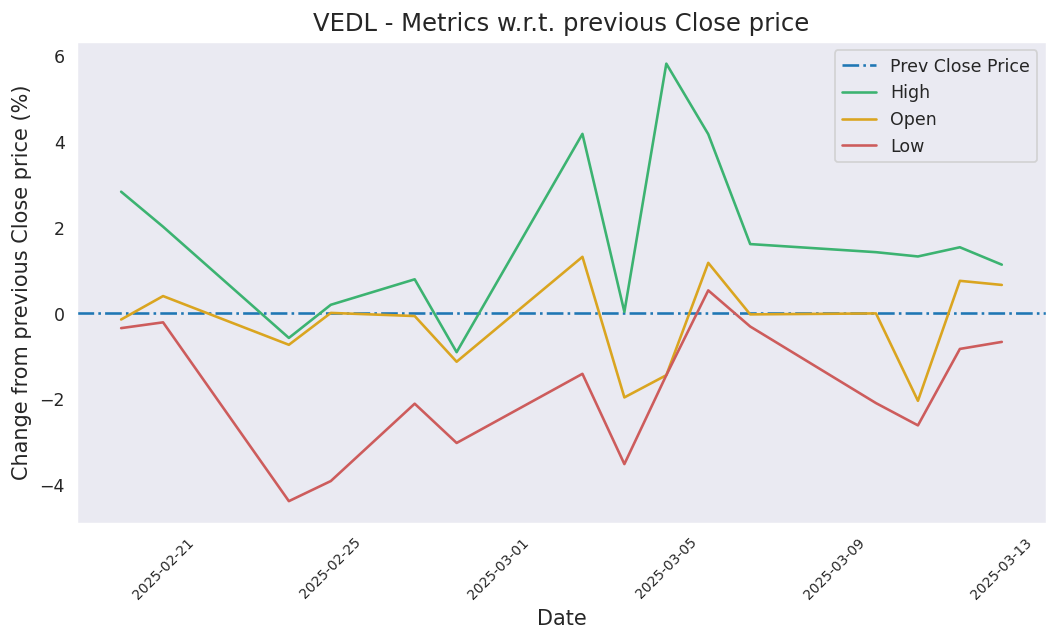 VEDL - Metrics w.r.t. previous Close price
Change from previous Close price (%)
6
4
2
0
−2
−4
Prev Close Price
High
Open
Low
2025-02-21
2025-02-25
2025-03-01
2025-03-05
2025-03-09
2025-03-13
Date